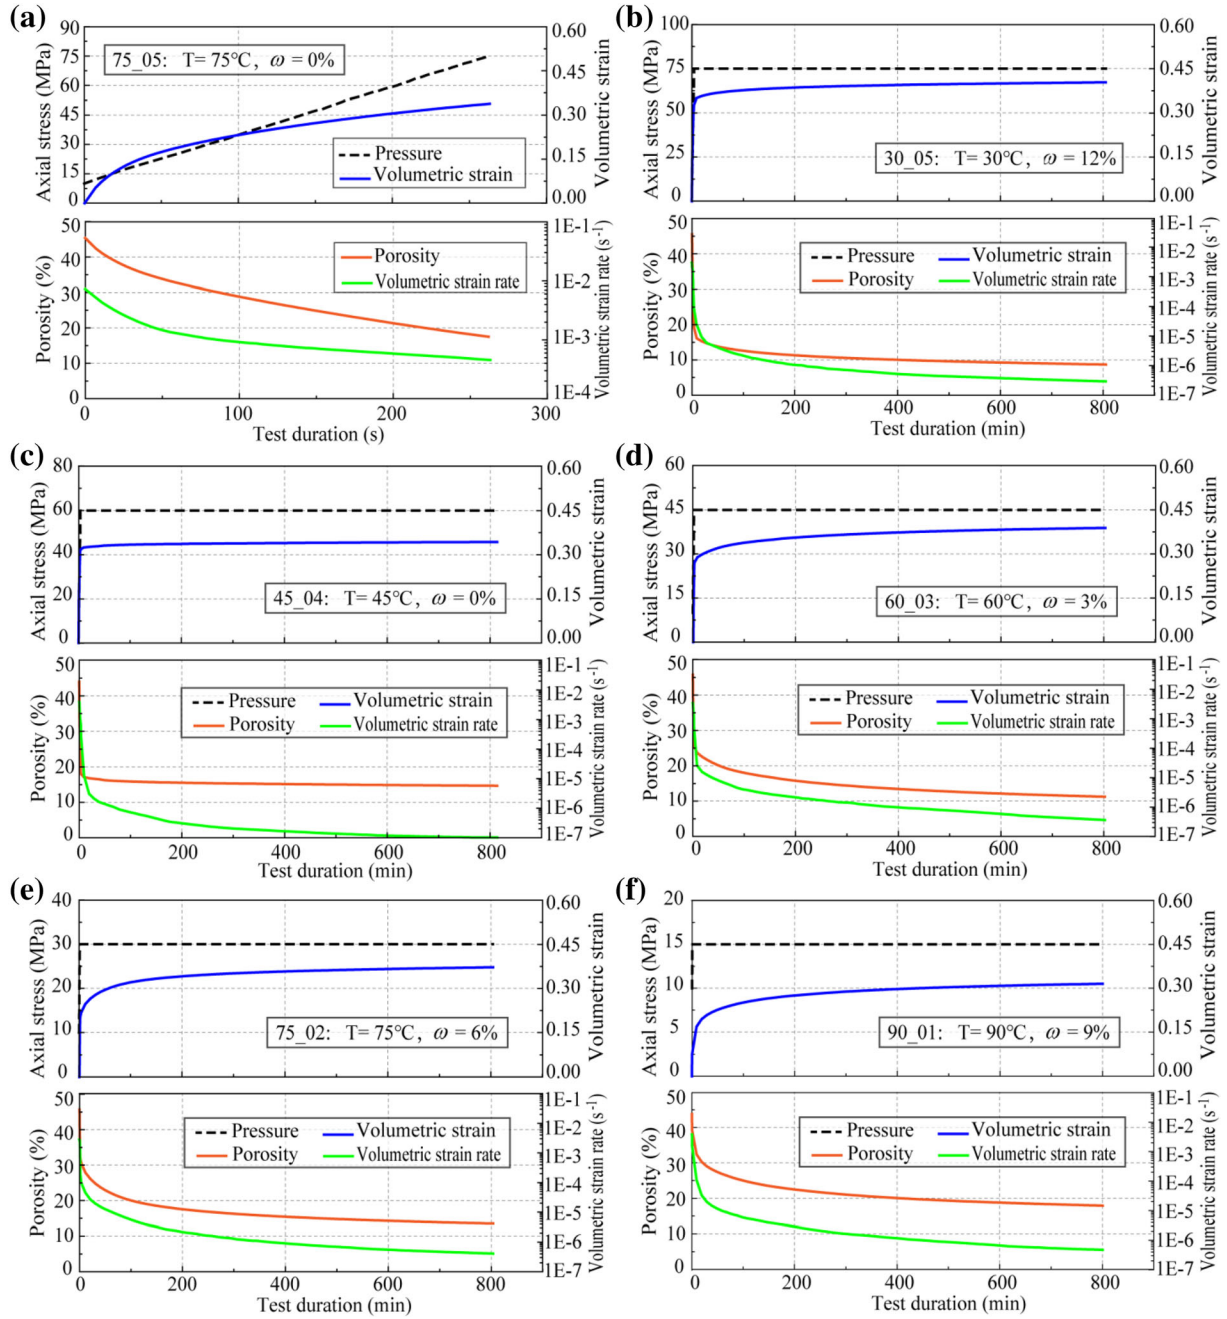 (a)
Axial stress (MPa)
90
75
60
45
30
15
0
75_05: T= 75℃, ω= 0%
Pressure
Volumetric strain
0.60
0.45
0.30
0.15
0.00
Volumetric strain
Porosity (%)
50
40
30
20
10
0
Porosity
Volumetric strain rate
1E-1
1E-2
1E-3
1E-4
Volumetric strain rate (s-1)
0 100 200 300
Test duration (s)
(b)
Axial stress (MPa)
100
75
50
25
0
30_05: T= 30℃, ω= 12%
0.60
0.45
0.30
0.15
0.00
Volumetric strain
Porosity (%)
50
40
30
20
10
0
Pressure Volumetric strain
Porosity Volumetric strain rate
1E-1
1E-2
1E-3
1E-4
1E-5
1E-6
1E-7
Volumetric strain rate (s-1)
0 200 400 600 800
Test duration (min)
(c)
Axial stress (MPa)
80
60
40
20
0
45_04: T= 45℃, ω= 0%
0.60
0.45
0.30
0.15
0.00
Volumetric strain
Porosity (%)
50
40
30
20
10
0
Pressure Volumetric strain
Porosity Volumetric strain rate
1E-1
1E-2
1E-3
1E-4
1E-5
1E-6
1E-7
Volumetric strain rate (s-1)
0 200 400 600 800
Test duration (min)
(d)
Axial stress (MPa)
60
45
30
15
0
60_03: T= 60℃, ω= 3%
0.60
0.45
0.30
0.15
0.00
Volumetric strain
Porosity (%)
50
40
30
20
10
0
Pressure Volumetric strain
Porosity Volumetric strain rate
1E-1
1E-2
1E-3
1E-4
1E-5
1E-6
1E-7
Volumetric strain rate (s-1)
0 200 400 600 800
Test duration (min)
(e)
Axial stress (MPa)
40
30
20
10
0
75_02: T= 75℃, ω= 6%
0.60
0.45
0.30
0.15
0.00
Volumetric strain
Porosity (%)
50
40
30
20
10
0
Pressure Volumetric strain
Porosity Volumetric strain rate
1E-1
1E-2
1E-3
1E-4
1E-5
1E-6
1E-7
Volumetric strain rate (s-1)
0 200 400 600 800
Test duration (min)
(f)
Axial stress (MPa)
20
15
10
5
0
90_01: T= 90℃, ω= 9%
0.60
0.45
0.30
0.15
0.00
Volumetric strain
Porosity (%)
50
40
30
20
10
0
Pressure Volumetric strain
Porosity Volumetric strain rate
1E-1
1E-2
1E-3
1E-4
1E-5
1E-6
1E-7
Volumetric strain rate (s-1)
0 200 400 600 800
Test duration (min)